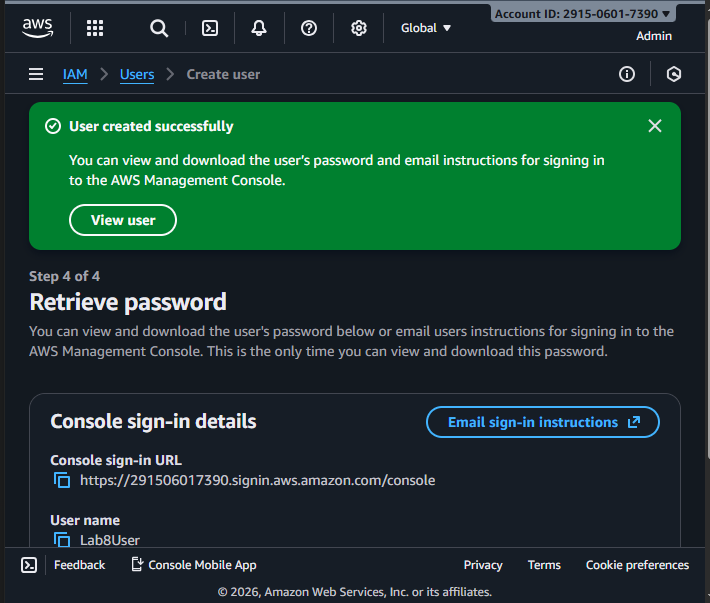 aws
Global
Account ID: 2915-0601-7390
Admin
IAM > Users > Create user
User created successfully
You can view and download the user's password and email instructions for signing in
to the AWS Management Console.
View user
Step 4 of 4
Retrieve password
You can view and download the user's password below or email users instructions for signing in to the
AWS Management Console. This is the only time you can view and download this password.
Console sign-in details
Email sign-in instructions
Console sign-in URL
https://291506017390.signin.aws.amazon.com/console
User name
Lab8User
Feedback Console Mobile App Privacy Terms Cookie preferences
© 2026, Amazon Web Services, Inc. or its affiliates.